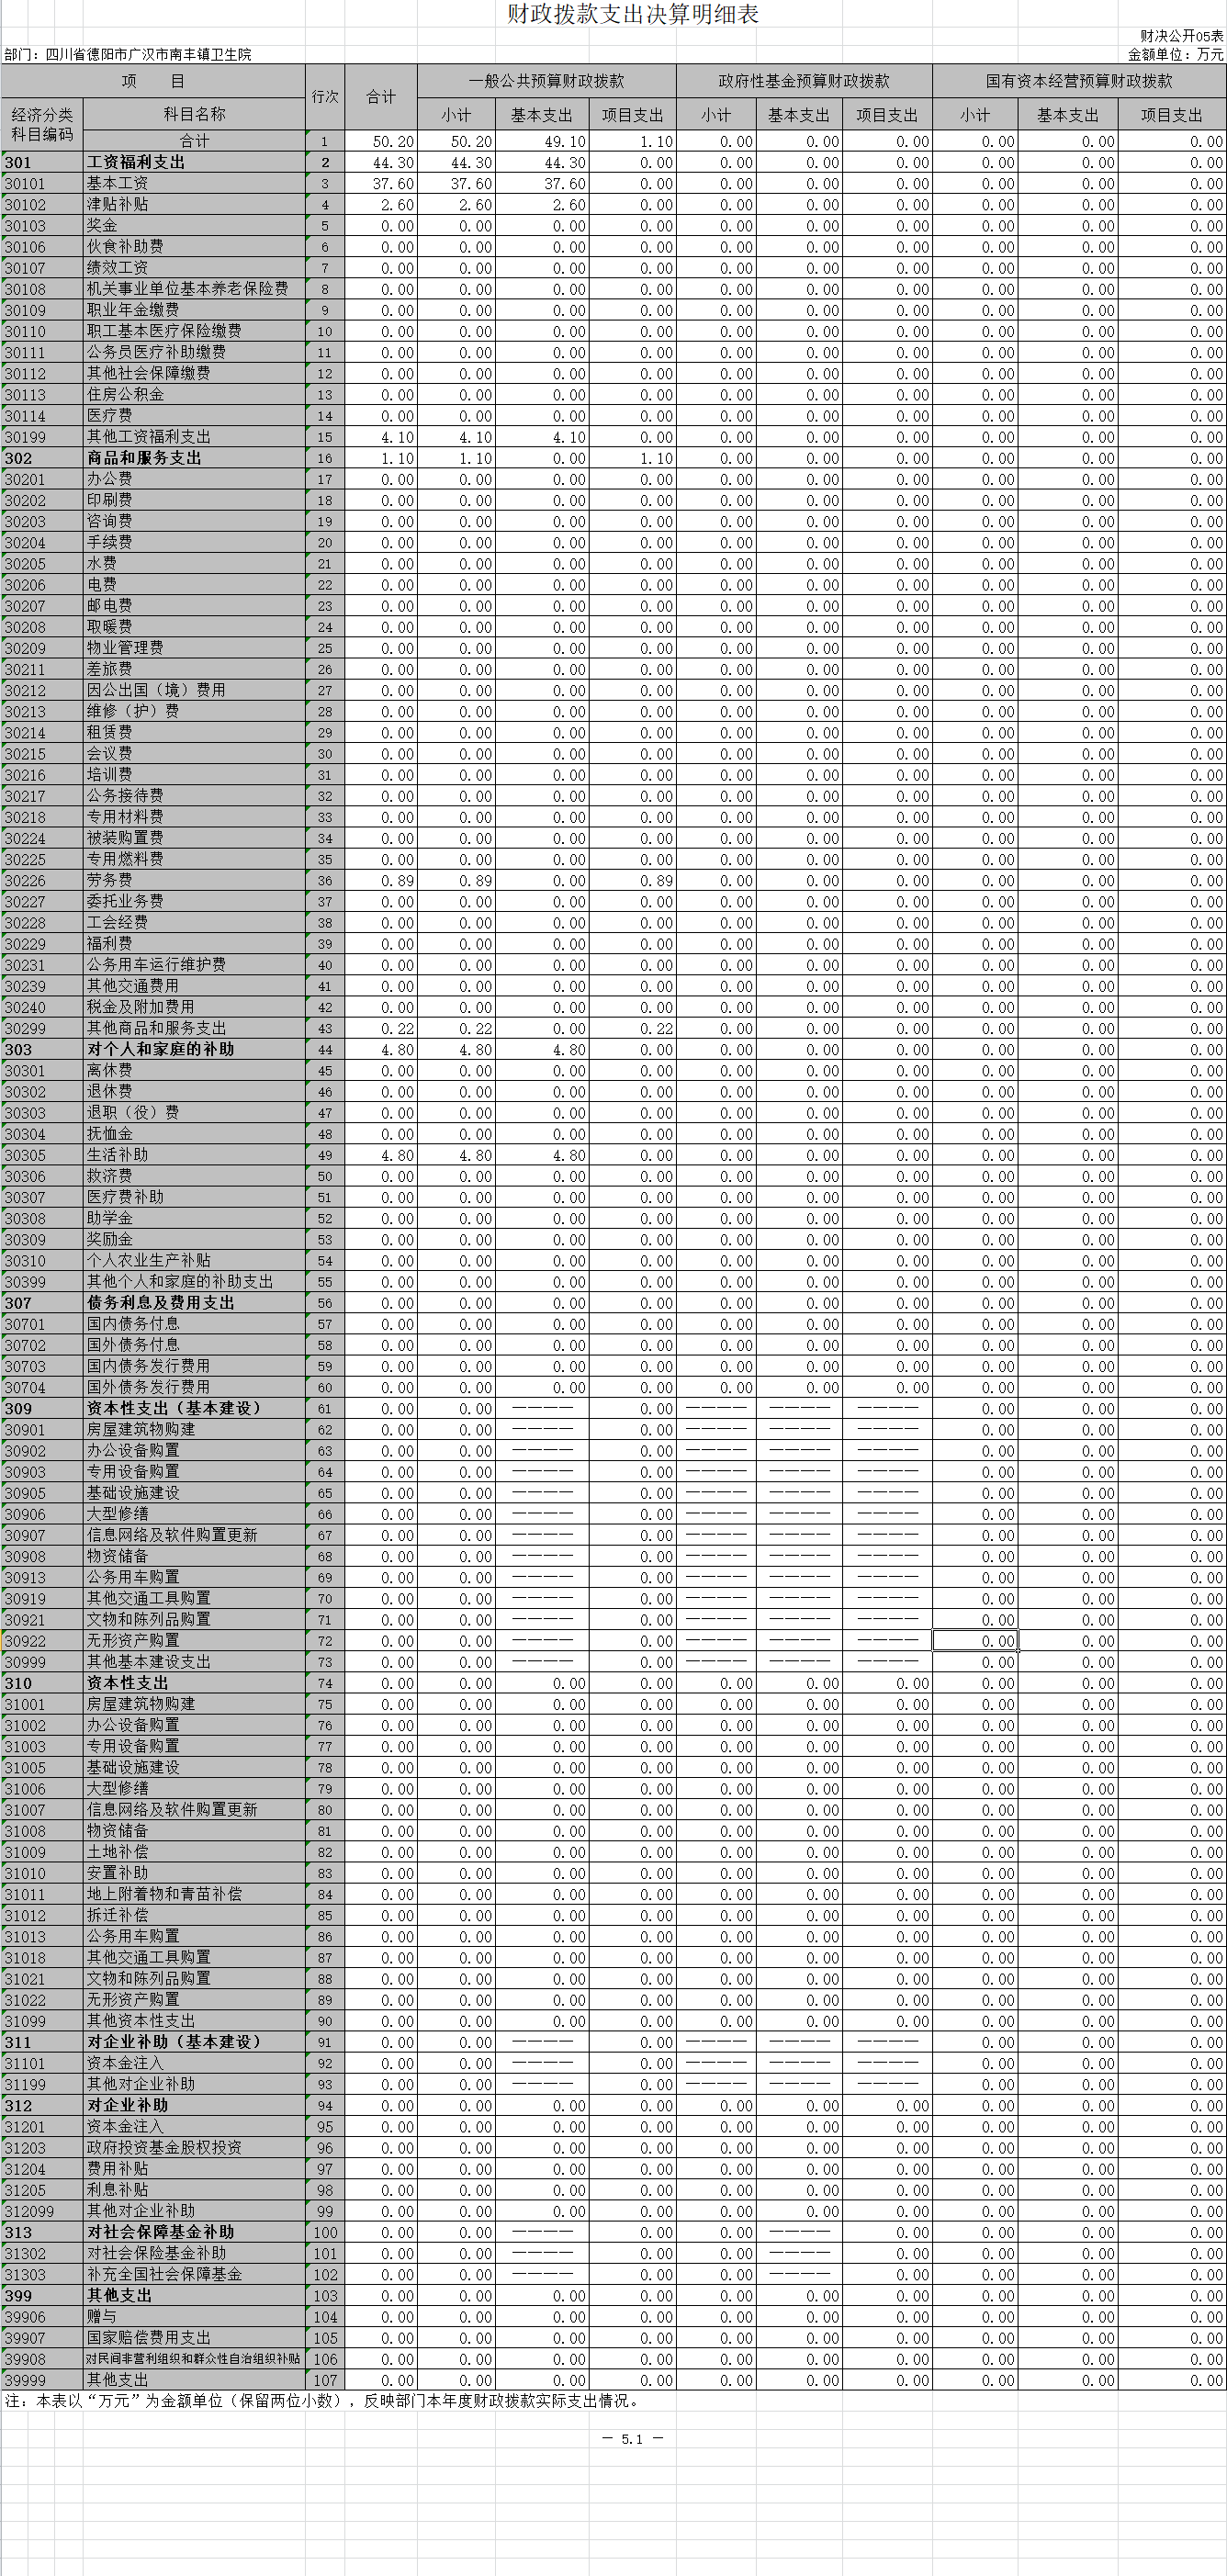 财政拨款支出决算明细表
财决公开05表
部门：四川省德阳市广汉市南丰镇卫生院 金额单位：万元
项 目 行次 合计 一般公共预算财政拨款 政府性基金预算财政拨款 国有资本经营预算财政拨款
经济分类科目编码 科目名称 小计 基本支出 项目支出 小计 基本支出 项目支出 小计 基本支出 项目支出
合计 1 50.20 50.20 49.10 1.10 0.00 0.00 0.00 0.00 0.00 0.00
301 工资福利支出 2 44.30 44.30 44.30 0.00 0.00 0.00 0.00 0.00 0.00 0.00
30101 基本工资 3 37.60 37.60 37.60 0.00 0.00 0.00 0.00 0.00 0.00 0.00
30102 津贴补贴 4 2.60 2.60 2.60 0.00 0.00 0.00 0.00 0.00 0.00 0.00
30103 奖金 5 0.00 0.00 0.00 0.00 0.00 0.00 0.00 0.00 0.00 0.00
30106 伙食补助费 6 0.00 0.00 0.00 0.00 0.00 0.00 0.00 0.00 0.00 0.00
30107 绩效工资 7 0.00 0.00 0.00 0.00 0.00 0.00 0.00 0.00 0.00 0.00
30108 机关事业单位基本养老保险费 8 0.00 0.00 0.00 0.00 0.00 0.00 0.00 0.00 0.00 0.00
30109 职业年金缴费 9 0.00 0.00 0.00 0.00 0.00 0.00 0.00 0.00 0.00 0.00
30110 职工基本医疗保险缴费 10 0.00 0.00 0.00 0.00 0.00 0.00 0.00 0.00 0.00 0.00
30111 公务员医疗补助缴费 11 0.00 0.00 0.00 0.00 0.00 0.00 0.00 0.00 0.00 0.00
30112 其他社会保障缴费 12 0.00 0.00 0.00 0.00 0.00 0.00 0.00 0.00 0.00 0.00
30113 住房公积金 13 0.00 0.00 0.00 0.00 0.00 0.00 0.00 0.00 0.00 0.00
30114 医疗费 14 0.00 0.00 0.00 0.00 0.00 0.00 0.00 0.00 0.00 0.00
30199 其他工资福利支出 15 4.10 4.10 4.10 0.00 0.00 0.00 0.00 0.00 0.00 0.00
302 商品和服务支出 16 1.10 1.10 0.00 1.10 0.00 0.00 0.00 0.00 0.00 0.00
30201 办公费 17 0.00 0.00 0.00 0.00 0.00 0.00 0.00 0.00 0.00 0.00
30202 印刷费 18 0.00 0.00 0.00 0.00 0.00 0.00 0.00 0.00 0.00 0.00
30203 咨询费 19 0.00 0.00 0.00 0.00 0.00 0.00 0.00 0.00 0.00 0.00
30204 手续费 20 0.00 0.00 0.00 0.00 0.00 0.00 0.00 0.00 0.00 0.00
30205 水费 21 0.00 0.00 0.00 0.00 0.00 0.00 0.00 0.00 0.00 0.00
30206 电费 22 0.00 0.00 0.00 0.00 0.00 0.00 0.00 0.00 0.00 0.00
30207 邮电费 23 0.00 0.00 0.00 0.00 0.00 0.00 0.00 0.00 0.00 0.00
30208 取暖费 24 0.00 0.00 0.00 0.00 0.00 0.00 0.00 0.00 0.00 0.00
30209 物业管理费 25 0.00 0.00 0.00 0.00 0.00 0.00 0.00 0.00 0.00 0.00
30211 差旅费 26 0.00 0.00 0.00 0.00 0.00 0.00 0.00 0.00 0.00 0.00
30212 因公出国（境）费用 27 0.00 0.00 0.00 0.00 0.00 0.00 0.00 0.00 0.00 0.00
30213 维修（护）费 28 0.00 0.00 0.00 0.00 0.00 0.00 0.00 0.00 0.00 0.00
30214 租赁费 29 0.00 0.00 0.00 0.00 0.00 0.00 0.00 0.00 0.00 0.00
30215 会议费 30 0.00 0.00 0.00 0.00 0.00 0.00 0.00 0.00 0.00 0.00
30216 培训费 31 0.00 0.00 0.00 0.00 0.00 0.00 0.00 0.00 0.00 0.00
30217 公务接待费 32 0.00 0.00 0.00 0.00 0.00 0.00 0.00 0.00 0.00 0.00
30218 专用材料费 33 0.00 0.00 0.00 0.00 0.00 0.00 0.00 0.00 0.00 0.00
30224 被装购置费 34 0.00 0.00 0.00 0.00 0.00 0.00 0.00 0.00 0.00 0.00
30225 专用燃料费 35 0.00 0.00 0.00 0.00 0.00 0.00 0.00 0.00 0.00 0.00
30226 劳务费 36 0.89 0.89 0.00 0.89 0.00 0.00 0.00 0.00 0.00 0.00
30227 委托业务费 37 0.00 0.00 0.00 0.00 0.00 0.00 0.00 0.00 0.00 0.00
30228 工会经费 38 0.00 0.00 0.00 0.00 0.00 0.00 0.00 0.00 0.00 0.00
30229 福利费 39 0.00 0.00 0.00 0.00 0.00 0.00 0.00 0.00 0.00 0.00
30231 公务用车运行维护费 40 0.00 0.00 0.00 0.00 0.00 0.00 0.00 0.00 0.00 0.00
30239 其他交通费用 41 0.00 0.00 0.00 0.00 0.00 0.00 0.00 0.00 0.00 0.00
30240 税金及附加费用 42 0.00 0.00 0.00 0.00 0.00 0.00 0.00 0.00 0.00 0.00
30299 其他商品和服务支出 43 0.22 0.22 0.00 0.22 0.00 0.00 0.00 0.00 0.00 0.00
303 对个人和家庭的补助 44 4.80 4.80 4.80 0.00 0.00 0.00 0.00 0.00 0.00 0.00
30301 离休费 45 0.00 0.00 0.00 0.00 0.00 0.00 0.00 0.00 0.00 0.00
30302 退休费 46 0.00 0.00 0.00 0.00 0.00 0.00 0.00 0.00 0.00 0.00
30303 退职（役）费 47 0.00 0.00 0.00 0.00 0.00 0.00 0.00 0.00 0.00 0.00
30304 抚恤金 48 0.00 0.00 0.00 0.00 0.00 0.00 0.00 0.00 0.00 0.00
30305 生活补助 49 4.80 4.80 4.80 0.00 0.00 0.00 0.00 0.00 0.00 0.00
30306 救济费 50 0.00 0.00 0.00 0.00 0.00 0.00 0.00 0.00 0.00 0.00
30307 医疗费补助 51 0.00 0.00 0.00 0.00 0.00 0.00 0.00 0.00 0.00 0.00
30308 助学金 52 0.00 0.00 0.00 0.00 0.00 0.00 0.00 0.00 0.00 0.00
30309 奖励金 53 0.00 0.00 0.00 0.00 0.00 0.00 0.00 0.00 0.00 0.00
30310 个人农业生产补贴 54 0.00 0.00 0.00 0.00 0.00 0.00 0.00 0.00 0.00 0.00
30399 其他个人和家庭的补助支出 55 0.00 0.00 0.00 0.00 0.00 0.00 0.00 0.00 0.00 0.00
307 债务利息及费用支出 56 0.00 0.00 0.00 0.00 0.00 0.00 0.00 0.00 0.00 0.00
30701 国内债务付息 57 0.00 0.00 0.00 0.00 0.00 0.00 0.00 0.00 0.00 0.00
30702 国外债务付息 58 0.00 0.00 0.00 0.00 0.00 0.00 0.00 0.00 0.00 0.00
30703 国内债务发行费用 59 0.00 0.00 0.00 0.00 0.00 0.00 0.00 0.00 0.00 0.00
30704 国外债务发行费用 60 0.00 0.00 0.00 0.00 0.00 0.00 0.00 0.00 0.00 0.00
309 资本性支出（基本建设） 61 0.00 0.00 ———— 0.00 ———— ———— ———— 0.00 0.00 0.00
30901 房屋建筑物购建 62 0.00 0.00 ———— 0.00 ———— ———— ———— 0.00 0.00 0.00
30902 办公设备购置 63 0.00 0.00 ———— 0.00 ———— ———— ———— 0.00 0.00 0.00
30903 专用设备购置 64 0.00 0.00 ———— 0.00 ———— ———— ———— 0.00 0.00 0.00
30905 基础设施建设 65 0.00 0.00 ———— 0.00 ———— ———— ———— 0.00 0.00 0.00
30906 大型修缮 66 0.00 0.00 ———— 0.00 ———— ———— ———— 0.00 0.00 0.00
30907 信息网络及软件购置更新 67 0.00 0.00 ———— 0.00 ———— ———— ———— 0.00 0.00 0.00
30908 物资储备 68 0.00 0.00 ———— 0.00 ———— ———— ———— 0.00 0.00 0.00
30913 公务用车购置 69 0.00 0.00 ———— 0.00 ———— ———— ———— 0.00 0.00 0.00
30919 其他交通工具购置 70 0.00 0.00 ———— 0.00 ———— ———— ———— 0.00 0.00 0.00
30921 文物和陈列品购置 71 0.00 0.00 ———— 0.00 ———— ———— ———— 0.00 0.00 0.00
30922 无形资产购置 72 0.00 0.00 ———— 0.00 ———— ———— ———— 0.00 0.00 0.00
30999 其他基本建设支出 73 0.00 0.00 ———— 0.00 ———— ———— ———— 0.00 0.00 0.00
310 资本性支出 74 0.00 0.00 0.00 0.00 0.00 0.00 0.00 0.00 0.00 0.00
31001 房屋建筑物购建 75 0.00 0.00 0.00 0.00 0.00 0.00 0.00 0.00 0.00 0.00
31002 办公设备购置 76 0.00 0.00 0.00 0.00 0.00 0.00 0.00 0.00 0.00 0.00
31003 专用设备购置 77 0.00 0.00 0.00 0.00 0.00 0.00 0.00 0.00 0.00 0.00
31005 基础设施建设 78 0.00 0.00 0.00 0.00 0.00 0.00 0.00 0.00 0.00 0.00
31006 大型修缮 79 0.00 0.00 0.00 0.00 0.00 0.00 0.00 0.00 0.00 0.00
31007 信息网络及软件购置更新 80 0.00 0.00 0.00 0.00 0.00 0.00 0.00 0.00 0.00 0.00
31008 物资储备 81 0.00 0.00 0.00 0.00 0.00 0.00 0.00 0.00 0.00 0.00
31009 土地补偿 82 0.00 0.00 0.00 0.00 0.00 0.00 0.00 0.00 0.00 0.00
31010 安置补助 83 0.00 0.00 0.00 0.00 0.00 0.00 0.00 0.00 0.00 0.00
31011 地上附着物和青苗补偿 84 0.00 0.00 0.00 0.00 0.00 0.00 0.00 0.00 0.00 0.00
31012 拆迁补偿 85 0.00 0.00 0.00 0.00 0.00 0.00 0.00 0.00 0.00 0.00
31013 公务用车购置 86 0.00 0.00 0.00 0.00 0.00 0.00 0.00 0.00 0.00 0.00
31018 其他交通工具购置 87 0.00 0.00 0.00 0.00 0.00 0.00 0.00 0.00 0.00 0.00
31021 文物和陈列品购置 88 0.00 0.00 0.00 0.00 0.00 0.00 0.00 0.00 0.00 0.00
31022 无形资产购置 89 0.00 0.00 0.00 0.00 0.00 0.00 0.00 0.00 0.00 0.00
31099 其他资本性支出 90 0.00 0.00 0.00 0.00 0.00 0.00 0.00 0.00 0.00 0.00
311 对企业补助（基本建设） 91 0.00 0.00 ———— 0.00 ———— ———— ———— 0.00 0.00 0.00
31101 资本金注入 92 0.00 0.00 ———— 0.00 ———— ———— ———— 0.00 0.00 0.00
31199 其他对企业补助 93 0.00 0.00 ———— 0.00 ———— ———— ———— 0.00 0.00 0.00
312 对企业补助 94 0.00 0.00 0.00 0.00 0.00 0.00 0.00 0.00 0.00 0.00
31201 资本金注入 95 0.00 0.00 0.00 0.00 0.00 0.00 0.00 0.00 0.00 0.00
31203 政府投资基金股权投资 96 0.00 0.00 0.00 0.00 0.00 0.00 0.00 0.00 0.00 0.00
31204 费用补贴 97 0.00 0.00 0.00 0.00 0.00 0.00 0.00 0.00 0.00 0.00
31205 利息补贴 98 0.00 0.00 0.00 0.00 0.00 0.00 0.00 0.00 0.00 0.00
312099 其他对企业补助 99 0.00 0.00 0.00 0.00 0.00 0.00 0.00 0.00 0.00 0.00
313 对社会保障基金补助 100 0.00 0.00 ———— 0.00 0.00 ———— 0.00 0.00 0.00 0.00
31302 对社会保险基金补助 101 0.00 0.00 ———— 0.00 0.00 ———— 0.00 0.00 0.00 0.00
31303 补充全国社会保障基金 102 0.00 0.00 ———— 0.00 0.00 ———— 0.00 0.00 0.00 0.00
399 其他支出 103 0.00 0.00 0.00 0.00 0.00 0.00 0.00 0.00 0.00 0.00
39906 赠与 104 0.00 0.00 0.00 0.00 0.00 0.00 0.00 0.00 0.00 0.00
39907 国家赔偿费用支出 105 0.00 0.00 0.00 0.00 0.00 0.00 0.00 0.00 0.00 0.00
39908 对民间非营利组织和群众性自治组织补贴 106 0.00 0.00 0.00 0.00 0.00 0.00 0.00 0.00 0.00 0.00
39999 其他支出 107 0.00 0.00 0.00 0.00 0.00 0.00 0.00 0.00 0.00 0.00
注：本表以“万元”为金额单位（保留两位小数），反映部门本年度财政拨款实际支出情况。
— 5.1 —